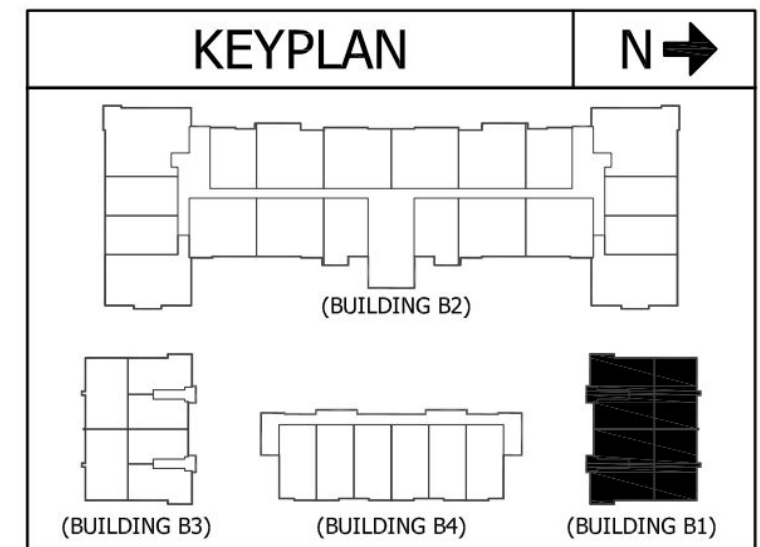 KEYPLAN
N
(BUILDING B2)
(BUILDING B3)
(BUILDING B4)
(BUILDING B1)